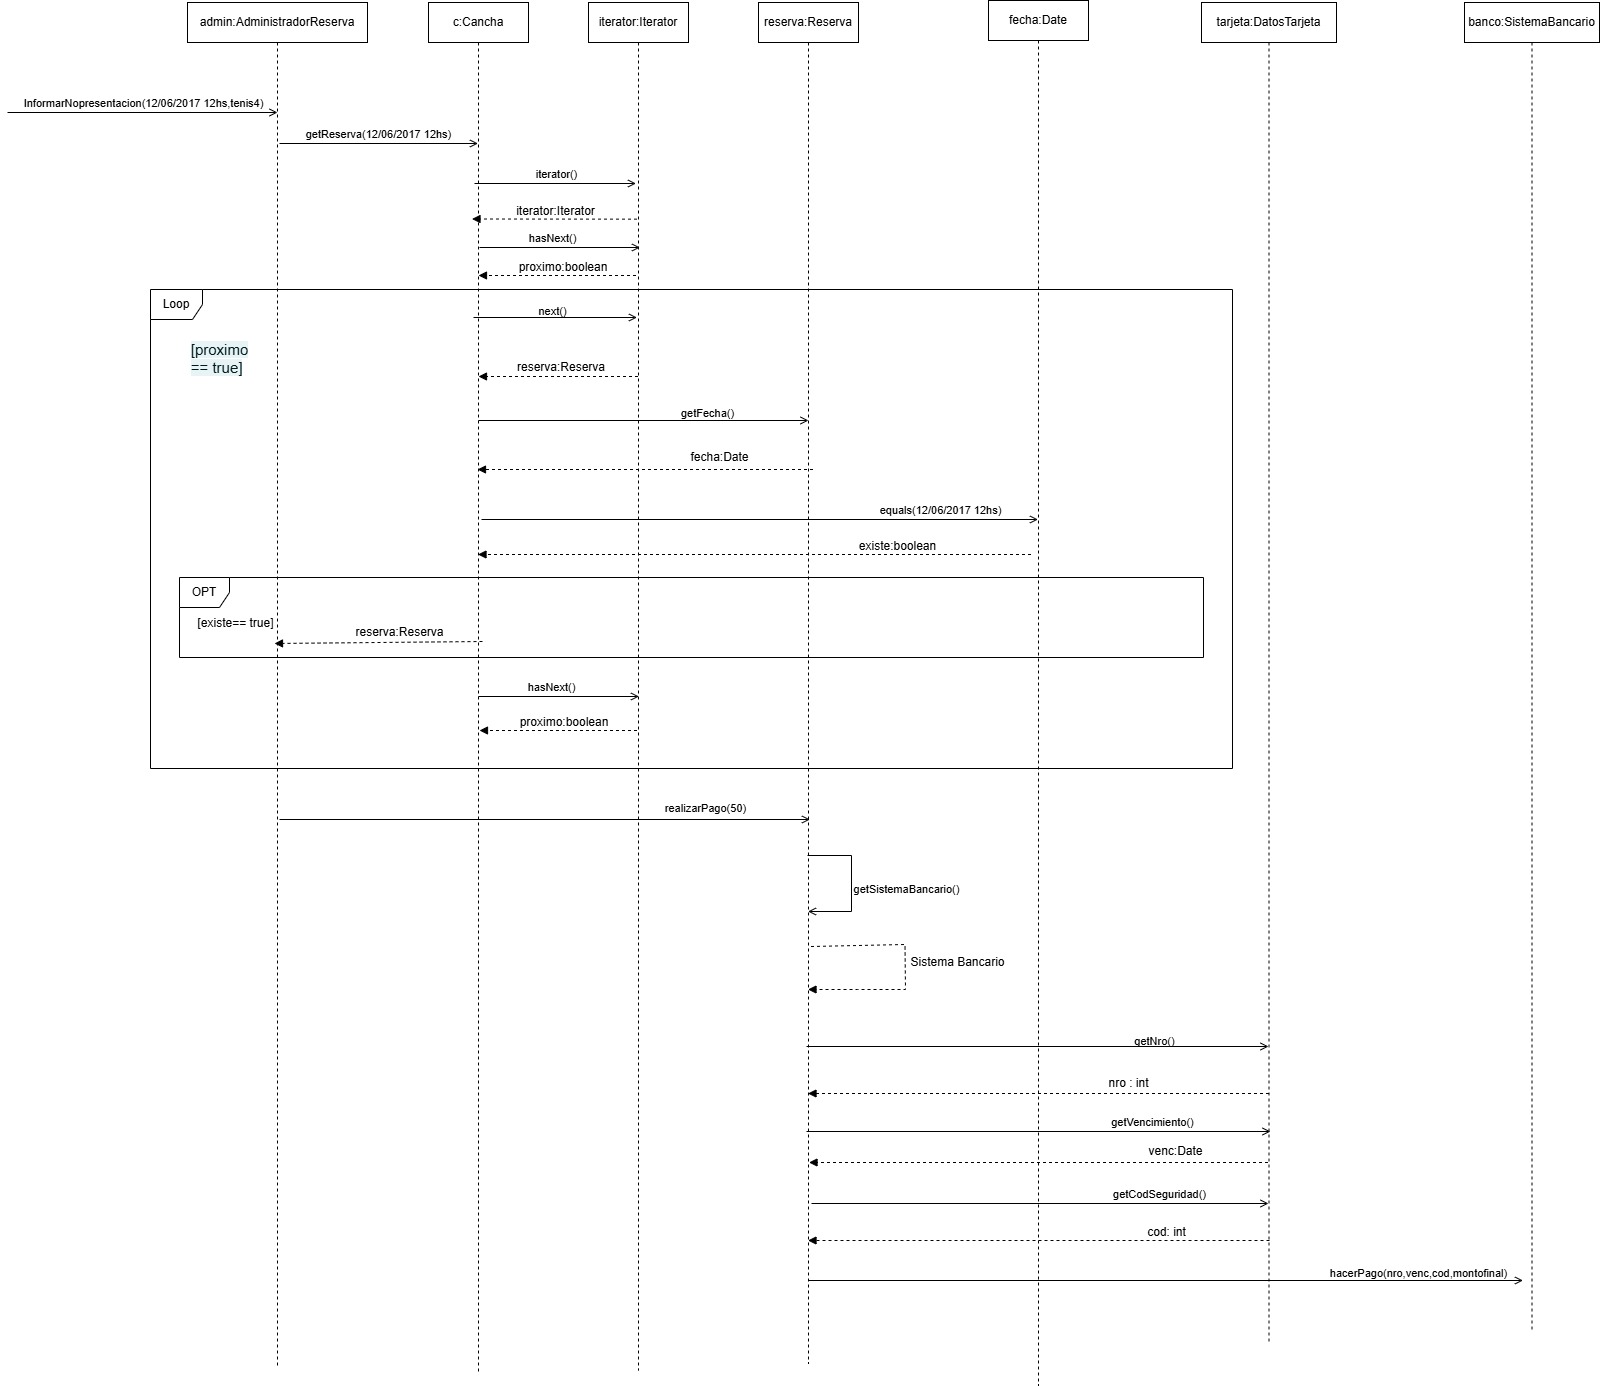 admin:AdministradorReserva
c:Cancha
iterator:Iterator
reserva:Reserva
fecha:Date
tarjeta:DatosTarjeta
banco:SistemaBancario
InformarNopresentacion(12/06/2017 12hs,tenis4)
getReserva(12/06/2017 12hs)
iterator()
iterator:Iterator
hasNext()
proximo:boolean
Loop
next()
[proximo
== true]
reserva:Reserva
getFecha()
fecha:Date
equals(12/06/2017 12hs)
existe:boolean
OPT
[existe== true]
reserva:Reserva
hasNext()
proximo:boolean
realizarPago(50)
getSistemaBancario()
Sistema Bancario
getNro()
nro : int
getVencimiento()
venc:Date
getCodSeguridad()
cod: int
hacerPago(nro,venc,cod,montofinal)